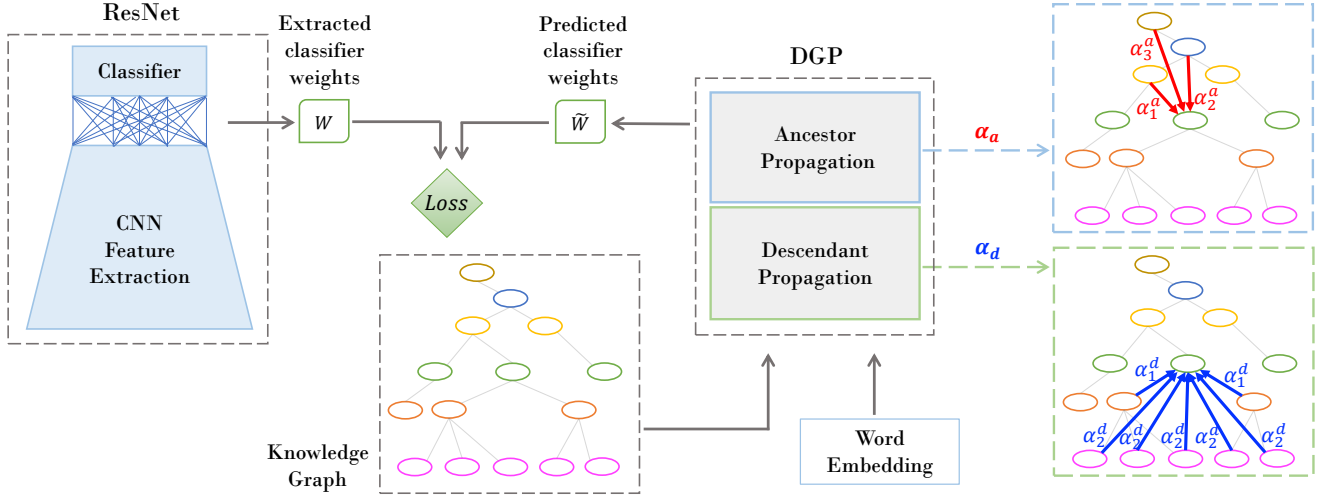 ResNet
Classifier
CNN
Feature
Extraction
Extracted
classifier
weights
W
Predicted
classifier
weights
W̃
Loss
DGP
Ancestor
Propagation
Descendant
Propagation
α_a
α_d
α_3^a
α_1^a
α_2^a
α_1^d
α_1^d
α_2^d
α_2^d
α_2^d
α_2^d
α_2^d
Knowledge
Graph
Word
Embedding